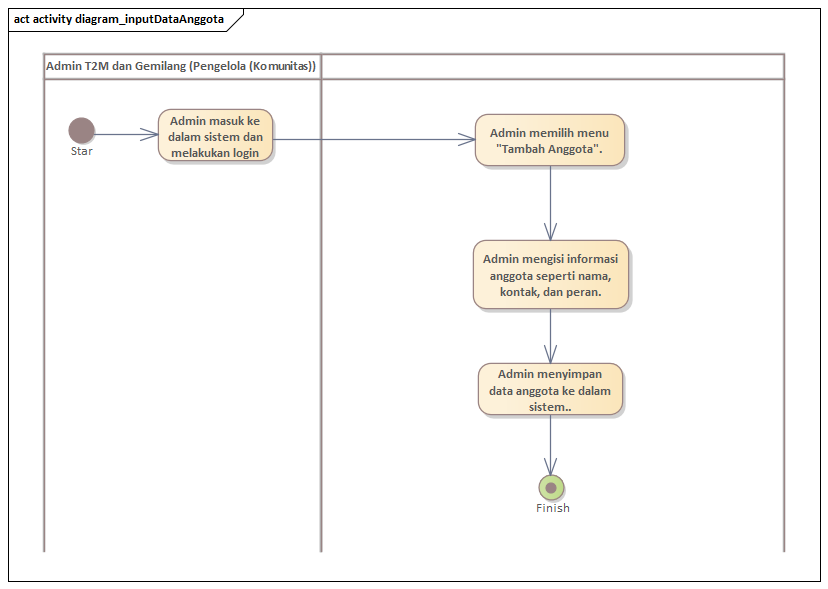 act activity diagram_inputDataAnggota
Admin T2M dan Gemilang (Pengelola (Komunitas))
Star
Admin masuk ke
dalam sistem dan
melakukan login
Admin memilih menu
"Tambah Anggota".
Admin mengisi informasi
anggota seperti nama,
kontak, dan peran.
Admin menyimpan
data anggota ke dalam
sistem..
Finish